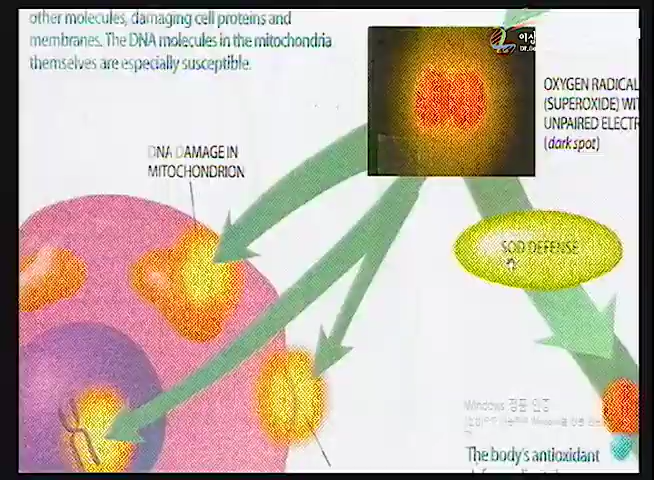 other molecules, damaging cell proteins and
membranes. The DNA molecules in the mitochondria
themselves are especially susceptible.
이상
OXYGEN RADICAL
(SUPEROXIDE) WIT
UNPAIRED ELECTR
(dark spot)
DNA DAMAGE IN
MITOCHONDRION
SOD DEFENSE
Windows 정품 인증
The body's antioxidant